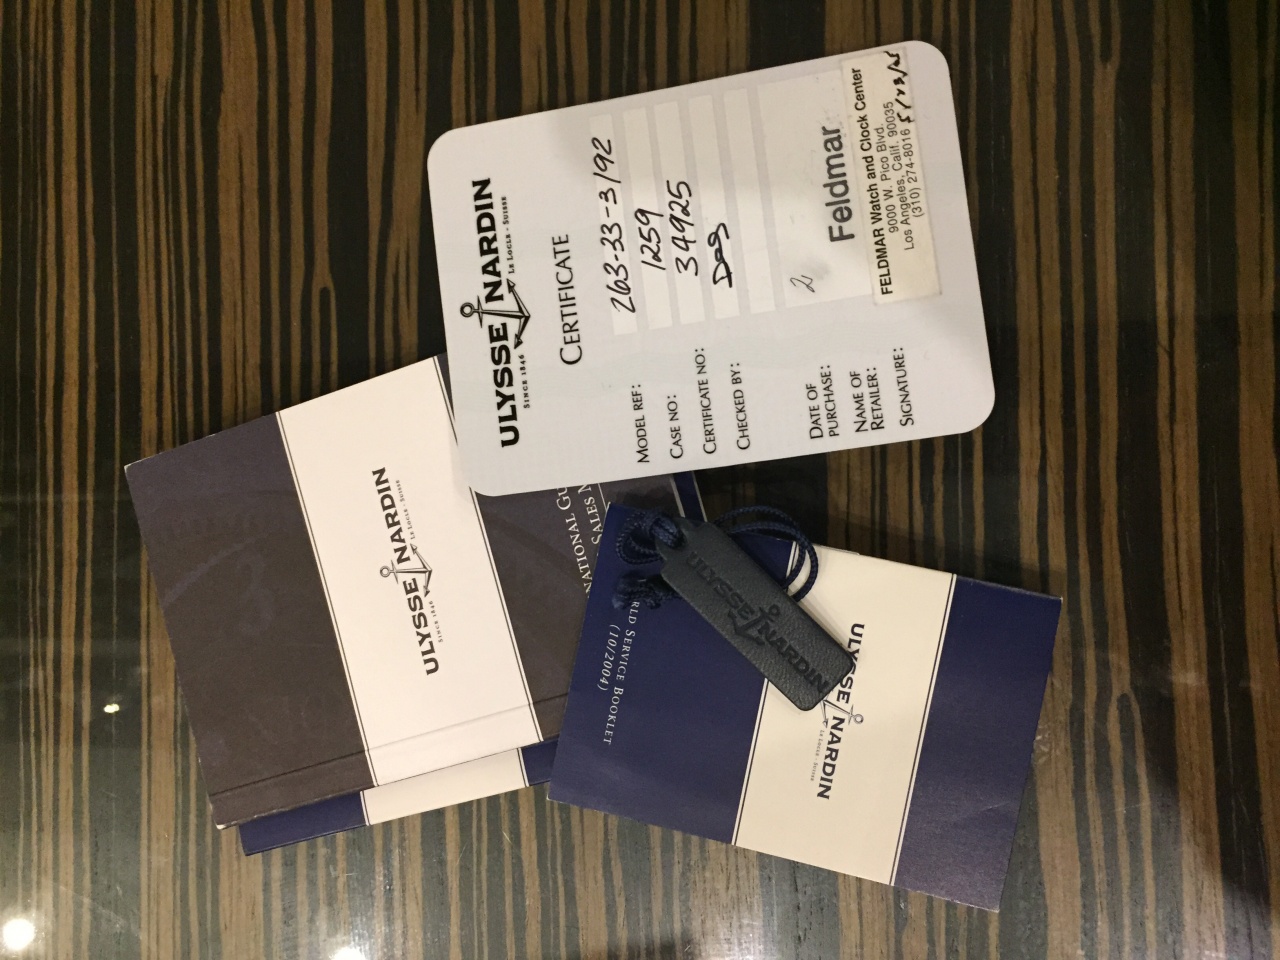 ULYSSE NARDIN
SINCE 1846 LE LOCLE - SUISSE
CERTIFICATE
MODEL REF: 263-33-3/92
CASE NO: 1259
CERTIFICATE NO: 34925
CHECKED BY:
DATE OF
PURCHASE:
NAME OF
RETAILER: Feldmar
SIGNATURE:
FELDMAR Watch and Clock Center
9000 W. Pico Blvd.
Los Angeles, Calif. 90035
(310) 274-8016
ULYSSE NARDIN
SINCE 1846 LE LOCLE - SUISSE
SALES
ULYSSE NARDIN
SERVICE BOOKLET
(10/2004)
ULYSSE NARDIN
LE LOCLE - SUISSE